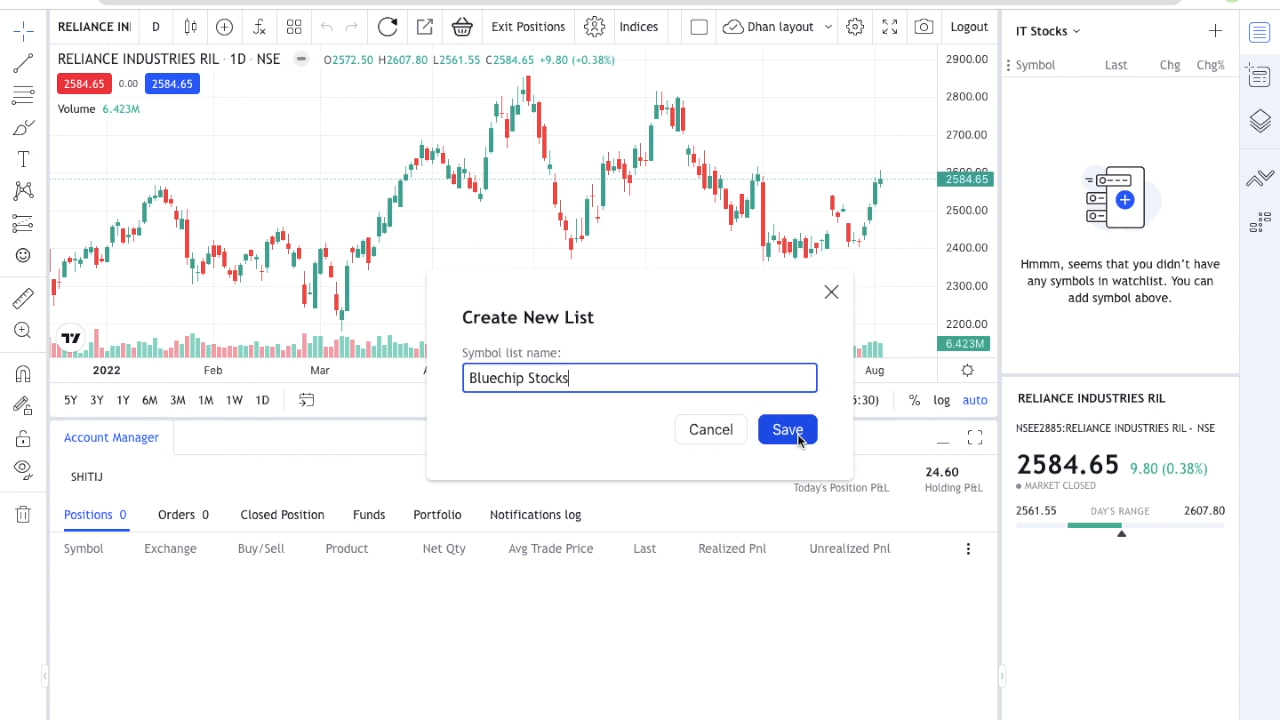 RELIANCE IN D Exit Positions Indices Dhan layout Logout
RELIANCE INDUSTRIES RIL · 1D · NSE O2572.50 H2607.80 L2561.55 C2584.65 +9.80 (+0.38%)
2584.65 0.00 2584.65
Volume 6.423M
2900.00
2800.00
2700.00
2584.65
2500.00
2400.00
2300.00
2200.00
6.423M
2022 Feb Mar Aug
5Y 3Y 1Y 6M 3M 1M 1W 1D % log auto
Create New List
Symbol list name:
Bluechip Stocks
Cancel Save
Account Manager
SHITIJ
Today's Position P&L
24.60
Holding P&L
Positions 0 Orders 0 Closed Position Funds Portfolio Notifications log
Symbol Exchange Buy/Sell Product Net Qty Avg Trade Price Last Realized Pnl Unrealized Pnl
IT Stocks
Symbol Last Chg Chg%
Hmmm, seems that you didn't have
any symbols in watchlist. You can
add symbol above.
RELIANCE INDUSTRIES RIL
NSEE2885:RELIANCE INDUSTRIES RIL • NSE
2584.65 9.80 (0.38%)
MARKET CLOSED
2561.55 DAY'S RANGE 2607.80